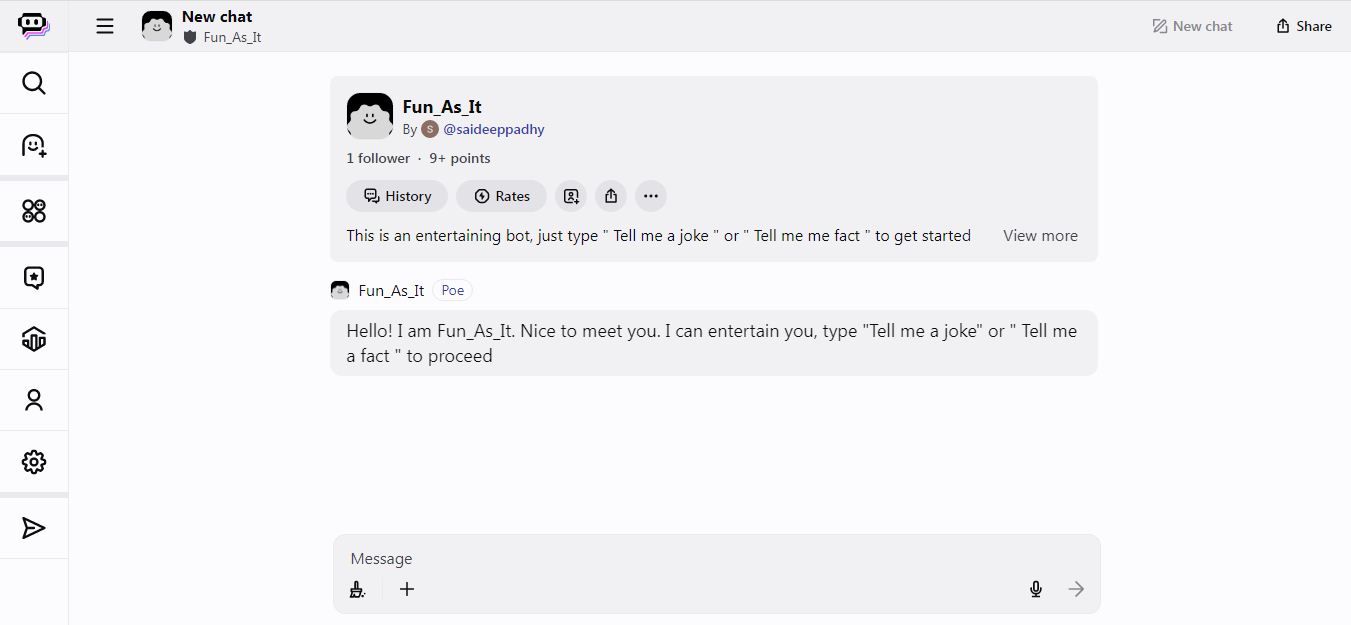 New chat
Fun_As_It
New chat
Share
Fun_As_It
By S @saideeppadhy
1 follower · 9+ points
History
Rates
This is an entertaining bot, just type " Tell me a joke " or " Tell me me fact " to get started
View more
Fun_As_It Poe
Hello! I am Fun_As_It. Nice to meet you. I can entertain you, type "Tell me a joke" or " Tell me
a fact " to proceed
Message